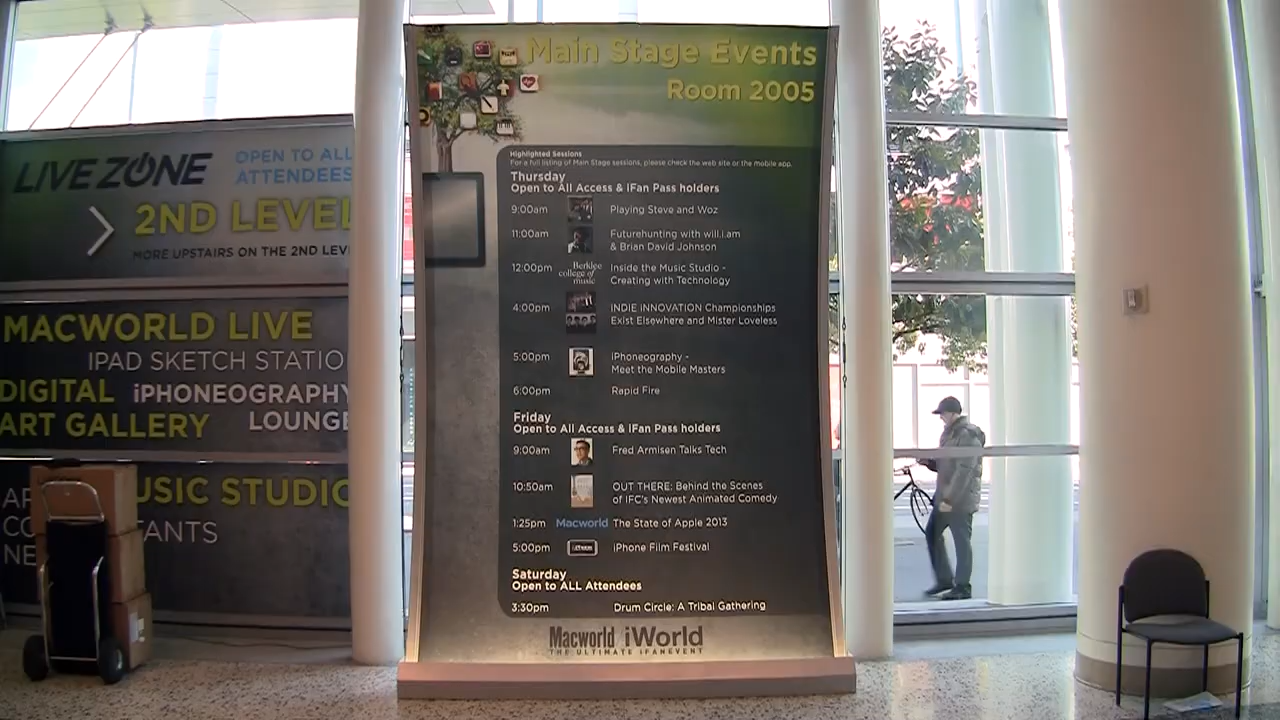 LIVE ZONE
OPEN TO ALL
ATTENDEES
2ND LEVEL
MORE UPSTAIRS ON THE 2ND LEVE
MACWORLD LIVE
IPAD SKETCH STATIO
DIGITAL iPHONEOGRAPHY
ART GALLERY LOUNGE
USIC STUDIO
TANTS
NE
Main Stage Events
Room 2005
Highlighted Sessions
For a full listing of Main Stage sessions, please check the web site or the mobile app.
Thursday
Open to All Access & iFan Pass holders
9:00am Playing Steve and Woz
11:00am Futurehunting with will.i.am
& Brian David Johnson
12:00pm Berklee college of music Inside the Music Studio -
Creating with Technology
4:00pm INDIE iNNOVATION Championships
Exist Elsewhere and Mister Loveless
5:00pm iPhoneography -
Meet the Mobile Masters
6:00pm Rapid Fire
Friday
Open to All Access & iFan Pass holders
9:00am Fred Armisen Talks Tech
10:50am OUT THERE: Behind the Scenes
of IFC's Newest Animated Comedy
1:25pm Macworld The State of Apple 2013
5:00pm iPhone Film Festival
Saturday
Open to ALL Attendees
3:30pm Drum Circle: A Tribal Gathering
Macworld iWorld
THE ULTIMATE iFANEVENT